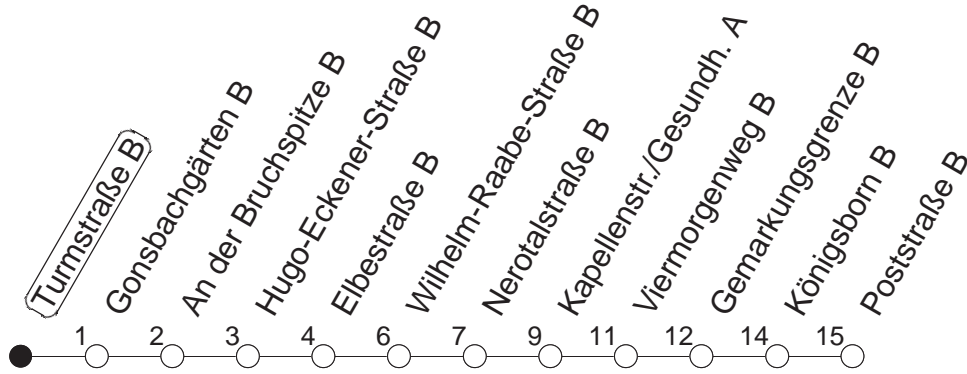 Turmstraße B
Gonsbachgärten B
An der Bruchspitze B
Hugo-Eckener-Straße B
Elbestraße B
Wilhelm-Raabe-Straße B
Nerotalstraße B
Kapellenstr./Gesundh. A
Viermorgenweg B
Gemarkungsgrenze B
Königsborn B
Poststraße B
1 2 3 4 6 7 9 11 12 14 15